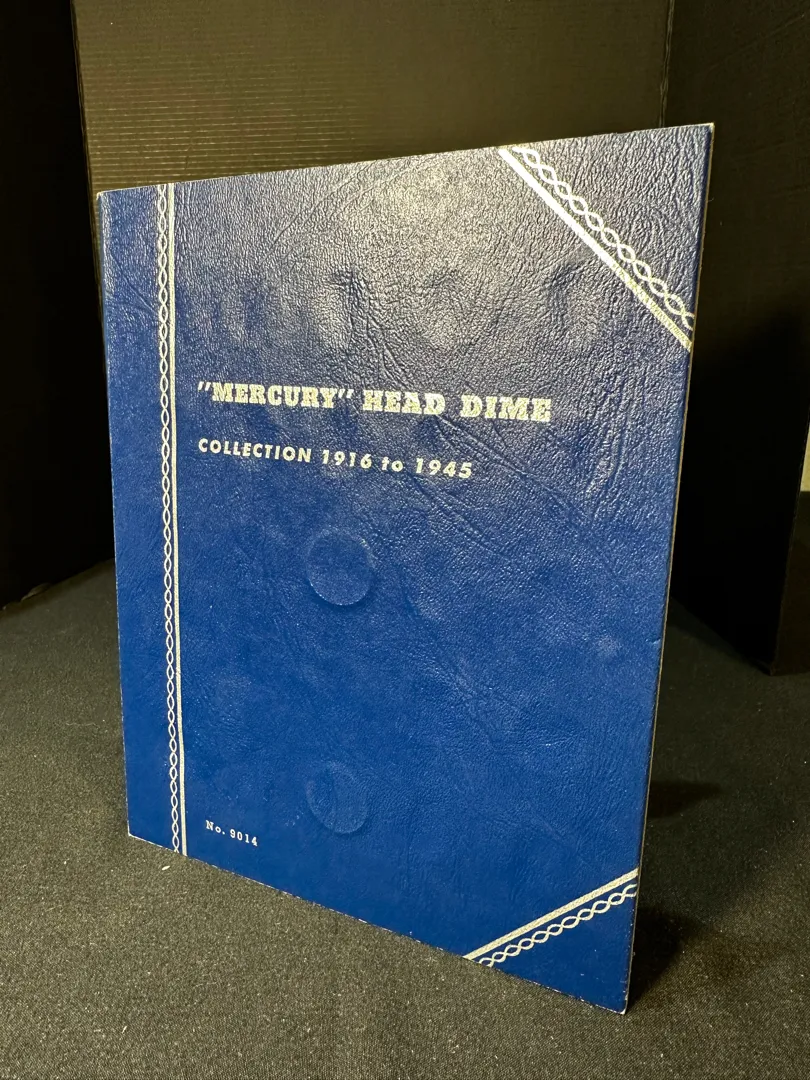 "MERCURY" HEAD DIME
COLLECTION 1916 to 1945
No. 9014